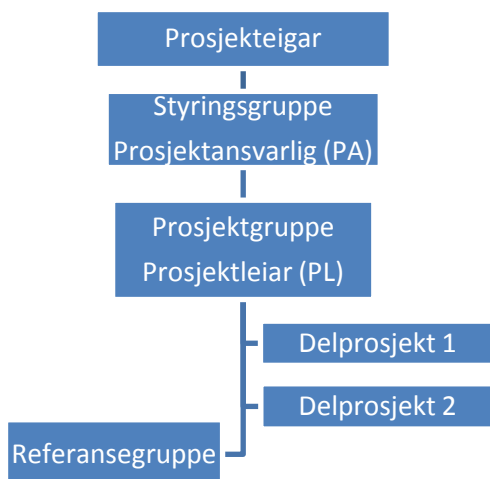 Prosjekteigar
Styringsgruppe
Prosjektansvarlig (PA)
Prosjektgruppe
Prosjektleiar (PL)
Delprosjekt 1
Delprosjekt 2
Referansegruppe